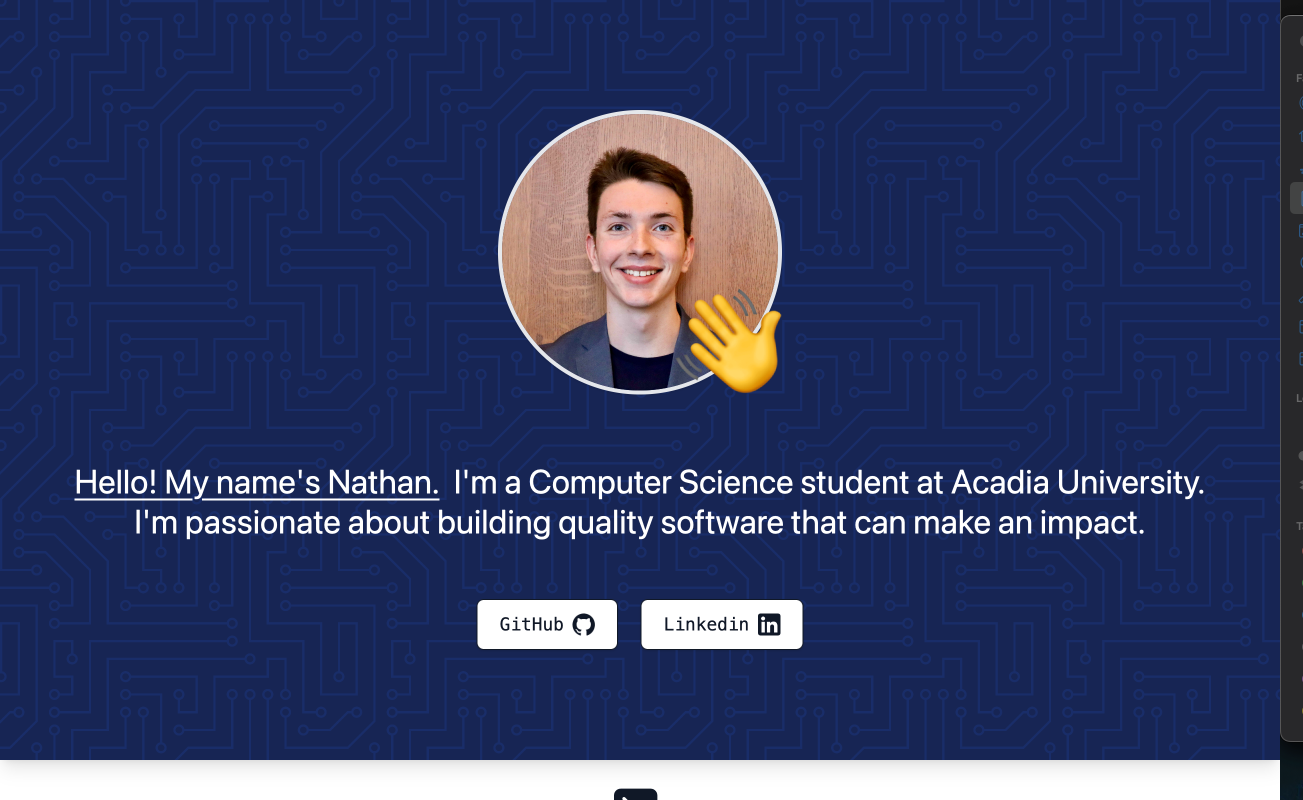 Hello! My name's Nathan. I'm a Computer Science student at Acadia University.
I'm passionate about building quality software that can make an impact.
GitHub
Linkedin